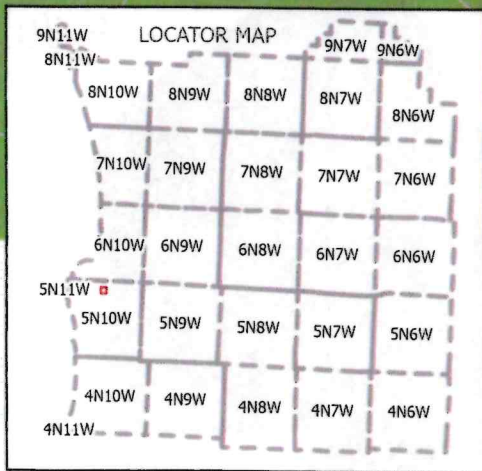 LOCATOR MAP
9N11W
9N7W 9N6W
8N11W
8N10W 8N9W 8N8W 8N7W 8N6W
7N10W 7N9W 7N8W 7N7W 7N6W
6N10W 6N9W 6N8W 6N7W 6N6W
5N11W
5N10W 5N9W 5N8W 5N7W 5N6W
4N10W 4N9W 4N8W 4N7W 4N6W
4N11W